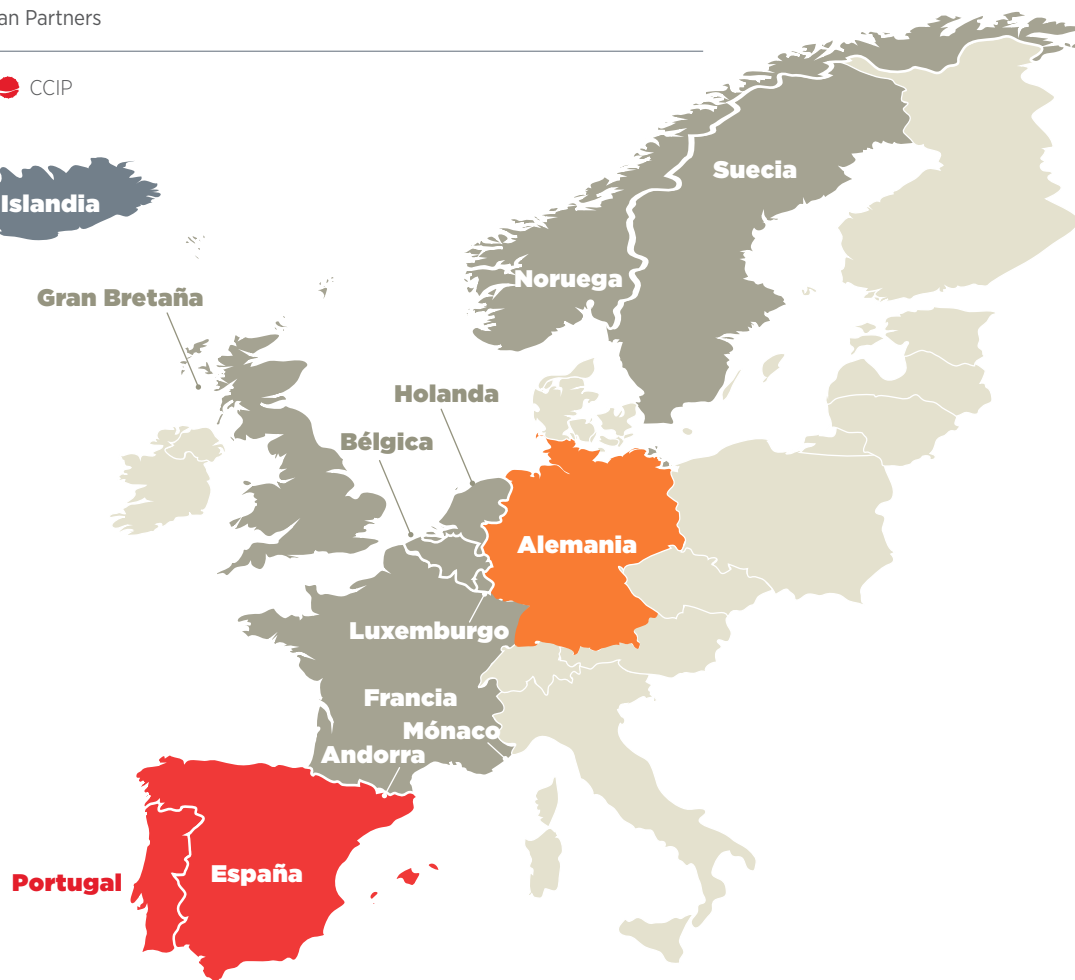 an Partners
CCIP
Suecia
Islandia
Noruega
Gran Bretaña
Holanda
Bélgica
Alemania
Luxemburgo
Francia
Mónaco
Andorra
Portugal
España